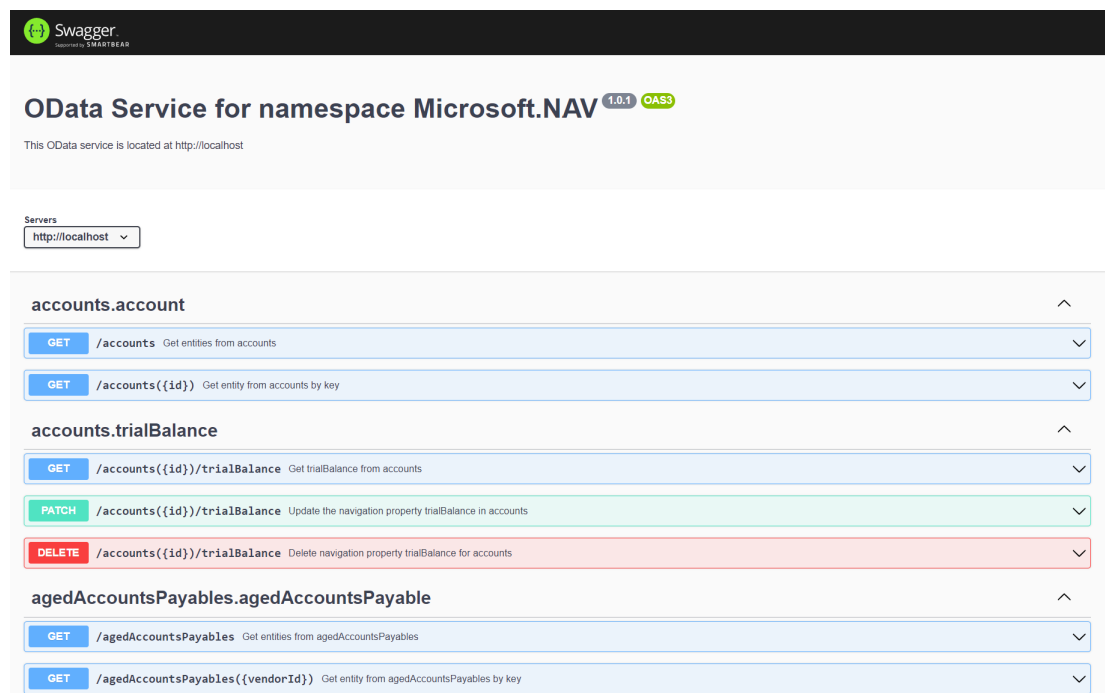 Swagger.
Supported by SMARTBEAR
OData Service for namespace Microsoft.NAV 1.0.1 OAS3
This OData service is located at http://localhost
Servers
http://localhost
accounts.account
GET /accounts Get entities from accounts
GET /accounts({id}) Get entity from accounts by key
accounts.trialBalance
GET /accounts({id})/trialBalance Get trialBalance from accounts
PATCH /accounts({id})/trialBalance Update the navigation property trialBalance in accounts
DELETE /accounts({id})/trialBalance Delete navigation property trialBalance for accounts
agedAccountsPayables.agedAccountsPayable
GET /agedAccountsPayables Get entities from agedAccountsPayables
GET /agedAccountsPayables({vendorId}) Get entity from agedAccountsPayables by key